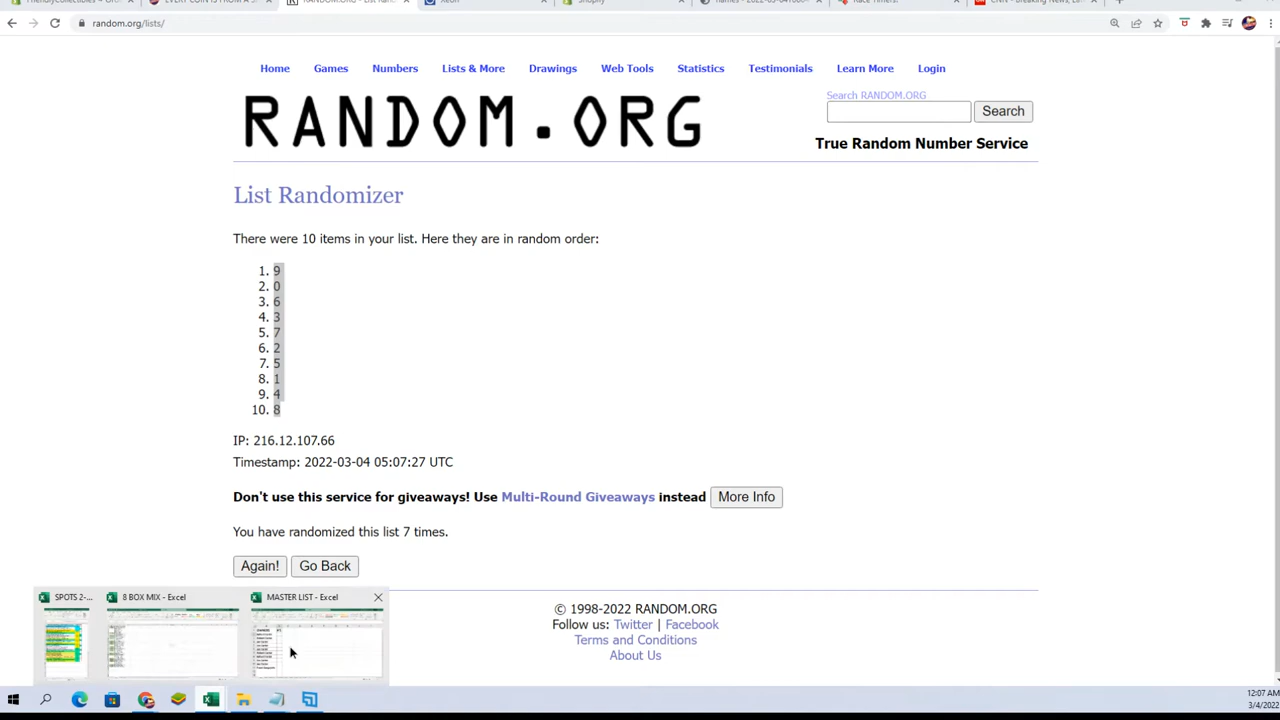 Shopify
random.org/lists/
Home Games Numbers Lists & More Drawings Web Tools Statistics Testimonials Learn More Login
RANDOM.ORG
Search RANDOM.ORG
Search
True Random Number Service
List Randomizer
There were 10 items in your list. Here they are in random order:
1. 9
2. 0
3. 6
4. 3
5. 7
6. 2
7. 5
8. 1
9. 4
10. 8
IP: 216.12.107.66
Timestamp: 2022-03-04 05:07:27 UTC
Don't use this service for giveaways! Use Multi-Round Giveaways instead More Info
You have randomized this list 7 times.
Again! Go Back
SPOTS 2-... 8 BOX MIX - Excel MASTER LIST - Excel
© 1998-2022 RANDOM.ORG
Follow us: Twitter | Facebook
Terms and Conditions
About Us
12:07 AM
3/4/2022